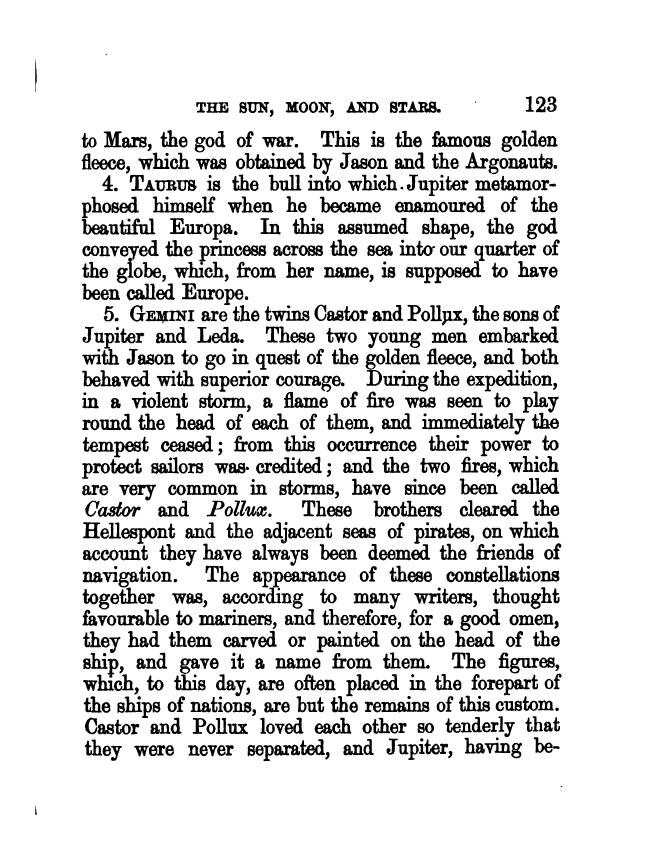 THE SUN, MOON, AND STARS. 123
to Mars, the god of war. This is the famous golden
fleece, which was obtained by Jason and the Argonauts.
4. TAURUS is the bull into which Jupiter metamor-
phosed himself when he became enamoured of the
beautiful Europa. In this assumed shape, the god
conveyed the princess across the sea into our quarter of
the globe, which, from her name, is supposed to have
been called Europe.
5. GEMINI are the twins Castor and Pollux, the sons of
Jupiter and Leda. These two young men embarked
with Jason to go in quest of the golden fleece, and both
behaved with superior courage. During the expedition,
in a violent storm, a flame of fire was seen to play
round the head of each of them, and immediately the
tempest ceased; from this occurrence their power to
protect sailors was credited; and the two fires, which
are very common in storms, have since been called
Castor and Pollux. These brothers cleared the
Hellespont and the adjacent seas of pirates, on which
account they have always been deemed the friends of
navigation. The appearance of these constellations
together was, according to many writers, thought
favourable to mariners, and therefore, for a good omen,
they had them carved or painted on the head of the
ship, and gave it a name from them. The figures,
which, to this day, are often placed in the forepart of
the ships of nations, are but the remains of this custom.
Castor and Pollux loved each other so tenderly that
they were never separated, and Jupiter, having be-